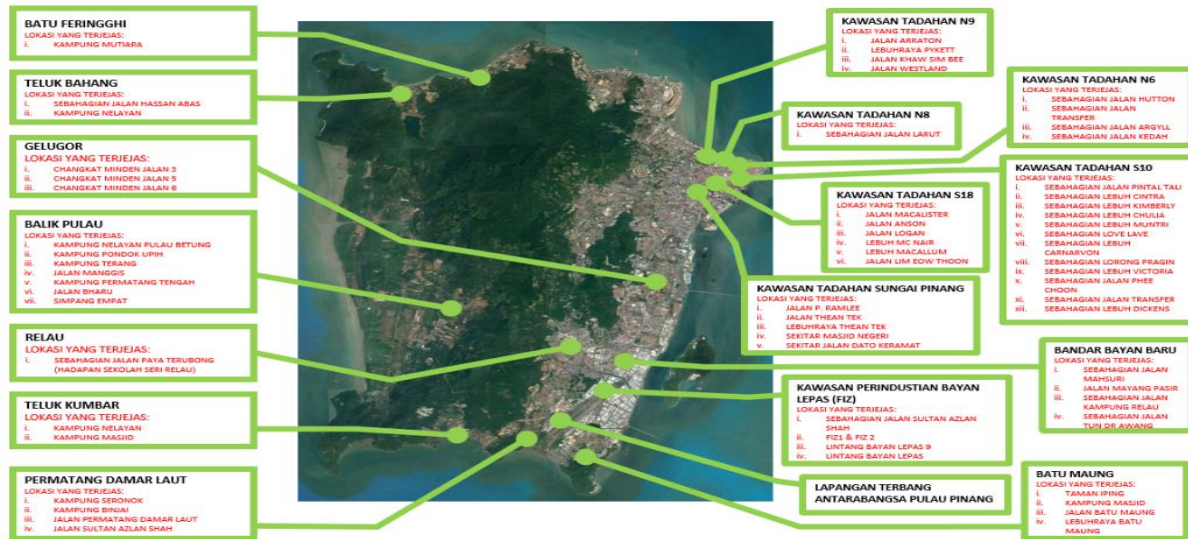 BATU FERINGGHI
LOKASI YANG TERJEJAS:
i. KAMPUNG MUTIARA
TELUK BAHANG
LOKASI YANG TERJEJAS:
i. SEBAHAGIAN JALAN HASSAN ABAS
ii. KAMPUNG NELAYAN
GELUGOR
LOKASI YANG TERJEJAS:
i. CHANGKAT MINDEN JALAN 3
ii. CHANGKAT MINDEN JALAN 5
iii. CHANGKAT MINDEN JALAN 6
BALIK PULAU
LOKASI YANG TERJEJAS:
i. KAMPUNG NELAYAN PULAU BETUNG
ii. KAMPUNG PONDOK UPIH
iii. KAMPUNG TERANG
iv. JALAN MANGGIS
v. KAMPUNG PERMATANG TENGAH
vi. JALAN BHARU
vii. SIMPANG EMPAT
RELAU
LOKASI YANG TERJEJAS:
i. SEBAHAGIAN JALAN PAYA TERUBONG
(HADAPAN SEKOLAH SERI RELAU)
TELUK KUMBAR
LOKASI YANG TERJEJAS:
i. KAMPUNG NELAYAN
ii. KAMPUNG MASJID
PERMATANG DAMAR LAUT
LOKASI YANG TERJEJAS:
i. KAMPUNG SERONOK
ii. KAMPUNG BINJAI
iii. JALAN PERMATANG DAMAR LAUT
iv. JALAN SULTAN AZLAN SHAH
KAWASAN TADAHAN N9
LOKASI YANG TERJEJAS:
i. JALAN ARRATON
ii. LEBUHRAYA PYKETT
iii. JALAN KHAW SIM BEE
iv. JALAN WESTLAND
KAWASAN TADAHAN N8
LOKASI YANG TERJEJAS:
i. SEBAHAGIAN JALAN LARUT
KAWASAN TADAHAN N6
LOKASI YANG TERJEJAS:
i. SEBAHAGIAN JALAN HUTTON
ii. SEBAHAGIAN JALAN
TRANSFER
iii. SEBAHAGIAN JALAN ARGYLL
iv. SEBAHAGIAN JALAN KEDAH
KAWASAN TADAHAN S18
LOKASI YANG TERJEJAS:
i. JALAN MACALISTER
ii. JALAN ANSON
iii. JALAN LOGAN
iv. LEBUH MC NAIR
v. LEBUH MACALLUM
vi. JALAN LIM EOW THOON
KAWASAN TADAHAN S10
LOKASI YANG TERJEJAS:
i. SEBAHAGIAN JALAN PINTAL TALI
ii. SEBAHAGIAN LEBUH CINTRA
iii. SEBAHAGIAN LEBUH KIMBERLY
iv. SEBAHAGIAN LEBUH CHULIA
v. SEBAHAGIAN LEBUH MUNTRI
vi. SEBAHAGIAN LOVE LAVE
vii. SEBAHAGIAN LEBUH
CARNARVON
viii. SEBAHAGIAN LORONG PRAGIN
ix. SEBAHAGIAN LEBUH VICTORIA
x. SEBAHAGIAN JALAN PHEE
CHOON
xi. SEBAHAGIAN JALAN TRANSFER
xii. SEBAHAGIAN LEBUH DICKENS
KAWASAN TADAHAN SUNGAI PINANG
LOKASI YANG TERJEJAS:
i. JALAN P. RAMLEE
ii. JALAN THEAN TEK
iii. LEBUHRAYA THEAN TEK
iv. SEKITAR MASJID NEGERI
v. SEKITAR JALAN DATO KERAMAT
BANDAR BAYAN BARU
LOKASI YANG TERJEJAS:
i. SEBAHAGIAN JALAN
MAHSURI
ii. JALAN MAYANG PASIR
iii. SEBAHAGIAN JALAN
KAMPUNG RELAU
iv. SEBAHAGIAN JALAN
TUN DR AWANG
KAWASAN PERINDUSTIAN BAYAN
LEPAS (FIZ)
LOKASI YANG TERJEJAS:
i. SEBAHAGIAN JALAN SULTAN AZLAN
SHAH
ii. FIZ1 & FIZ 2
iii. LINTANG BAYAN LEPAS 9
iv. LINTANG BAYAN LEPAS
LAPANGAN TERBANG
ANTARABANGSA PULAU PINANG
BATU MAUNG
LOKASI YANG TERJEJAS:
i. TAMAN IPING
ii. KAMPUNG MASJID
iii. JALAN BATU MAUNG
iv. LEBUHRAYA BATU
MAUNG